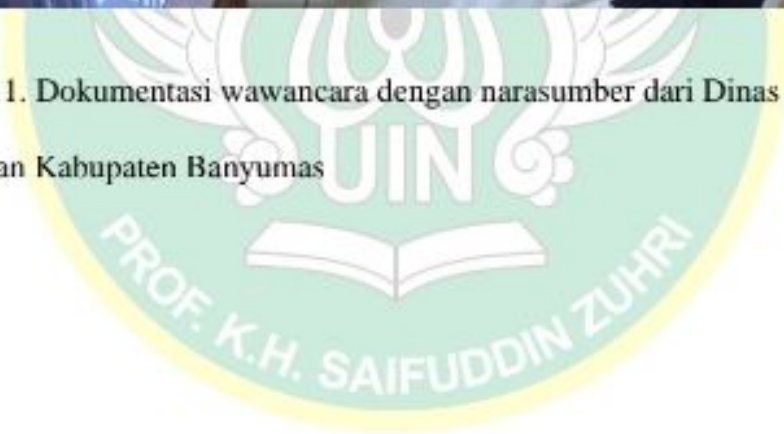 1. Dokumentasi wawancara dengan narasumber dari Dinas
an Kabupaten Banyumas
UIN
PROF. K.H. SAIFUDDIN ZUHRI